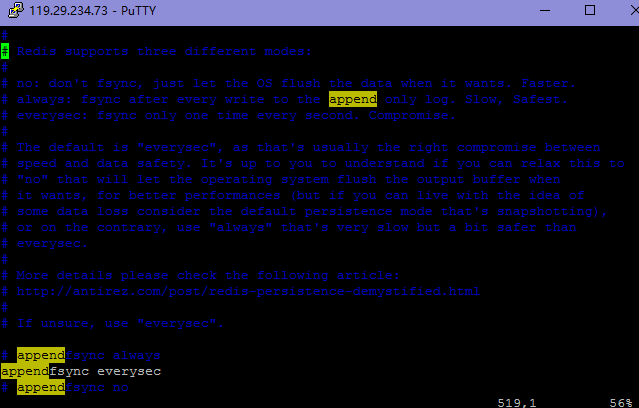 119.29.234.73 - PuTTY
#
# Redis supports three different modes:
#
# no: don't fsync, just let the OS flush the data when it wants. Faster.
# always: fsync after every write to the append only log. Slow, Safest.
# everysec: fsync only one time every second. Compromise.
#
# The default is "everysec", as that's usually the right compromise between
# speed and data safety. It's up to you to understand if you can relax this to
# "no" that will let the operating system flush the output buffer when
# it wants, for better performances (but if you can live with the idea of
# some data loss consider the default persistence mode that's snapshotting),
# or on the contrary, use "always" that's very slow but a bit safer than
# everysec.
#
# More details please check the following article:
# http://antirez.com/post/redis-persistence-demystified.html
#
# If unsure, use "everysec".
# appendfsync always
appendfsync everysec
# appendfsync no
519,1 56%